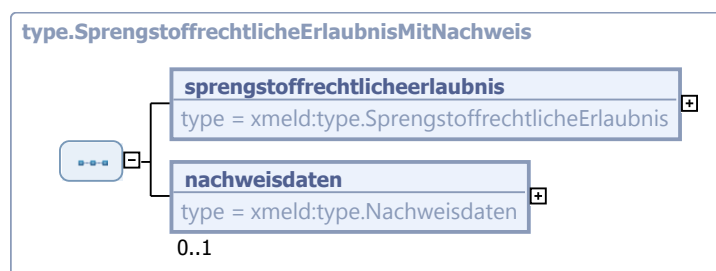 type.SprengstoffrechtlicheErlaubnisMitNachweis
sprengstoffrechtlicheerlaubnis
type = xmeld:type.SprengstoffrechtlicheErlaubnis
nachweisdaten
type = xmeld:type.Nachweisdaten
0..1